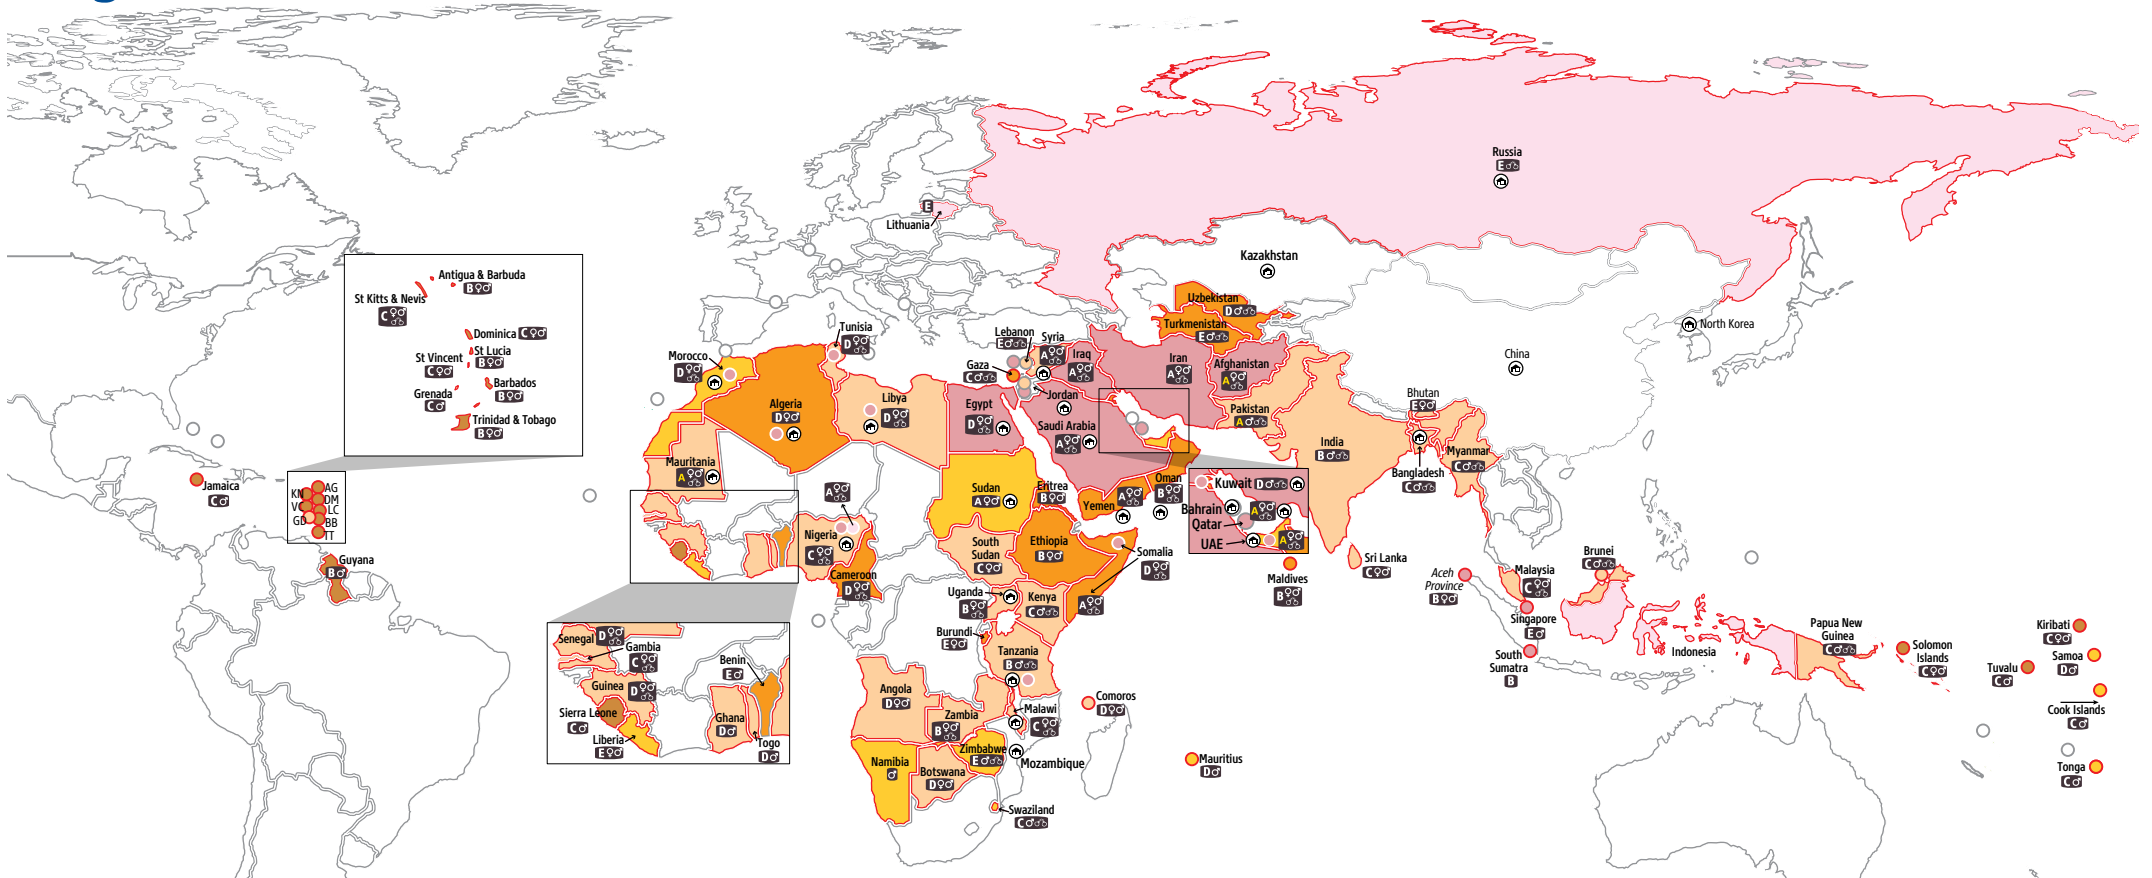 Russia
E
E
Lithuania
Kazakhstan
Antigua & Barbuda
B
St Kitts & Nevis
C
Dominica C
St Lucia
B
St Vincent
C
Barbados
B
Grenada
C
Trinidad & Tobago
B
Uzbekistan
D
Turkmenistan
E
North Korea
China
Tunisia
D
Morocco
D
Lebanon
E
Syria
A
Iraq
A
Iran
A
Afghanistan
A
Gaza
C
Jordan
Algeria
D
Libya
D
Egypt
D
Saudi Arabia
A
Pakistan
A
India
B
Bhutan
E
Bangladesh
C
Myanmar
C
Mauritania
A
Jamaica
C
KN
AG
DM
VC
LC
GD
BB
TT
A
Sudan
A
Eritrea
B
Yemen
A
Oman
B
Kuwait D
Bahrain
A
Qatar
UAE
A
Nigeria
C
South
Sudan
C
Ethiopia
B
Somalia
D
A
Maldives
B
Sri Lanka
C
Guyana
B
Cameroon
D
Uganda
B
Kenya
C
Burundi
E
Tanzania
B
Aceh
Province
B
Malaysia
C
Brunei
C
Singapore
E
South
Sumatra
B
Indonesia
Papua New
Guinea
C
Solomon
Islands
C
Kiribati
C
Samoa
D
Tuvalu
C
Cook Islands
C
Tonga
C
Senegal D
Gambia
C
Guinea
D
Sierra Leone
C
Liberia
E
Benin
E
Ghana
D
Togo
D
Angola
D
Zambia
B
Malawi
C
Comoros
D
Zimbabwe
E
Mozambique
Namibia
Botswana
D
Mauritius
D
Swaziland
C